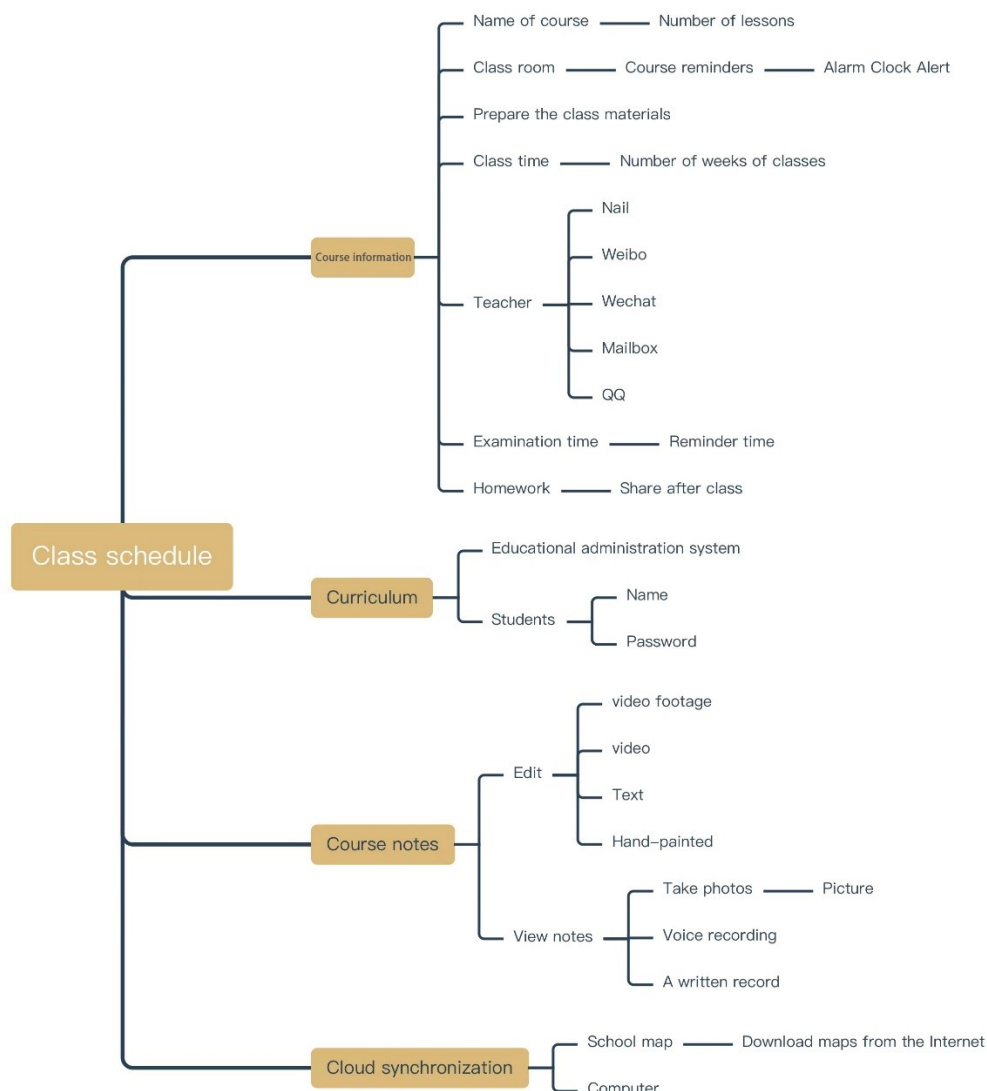 Name of course
Number of lessons
Class room
Course reminders
Alarm Clock Alert
Prepare the class materials
Class time
Number of weeks of classes
Nail
Weibo
Course information
Teacher
Wechat
Mailbox
QQ
Examination time
Reminder time
Homework
Share after class
Class schedule
Educational administration system
Curriculum
Students
Name
Password
video footage
video
Edit
Text
Hand-painted
Course notes
Take photos
Picture
View notes
Voice recording
A written record
School map
Download maps from the Internet
Cloud synchronization
Computer